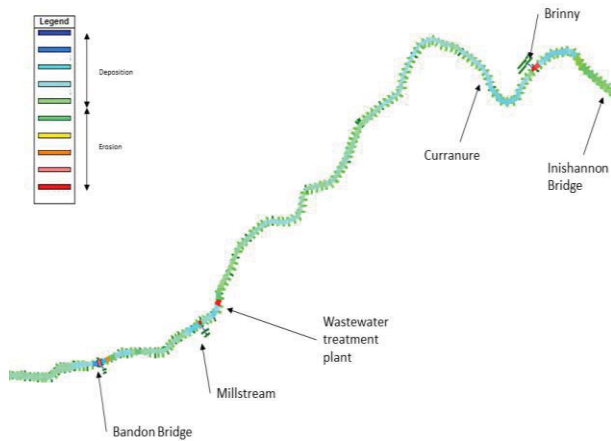 Legend
Deposition
Erosion
Brinny
Curranure
Inishannon
Bridge
Wastewater
treatment
plant
Millstream
Bandon Bridge